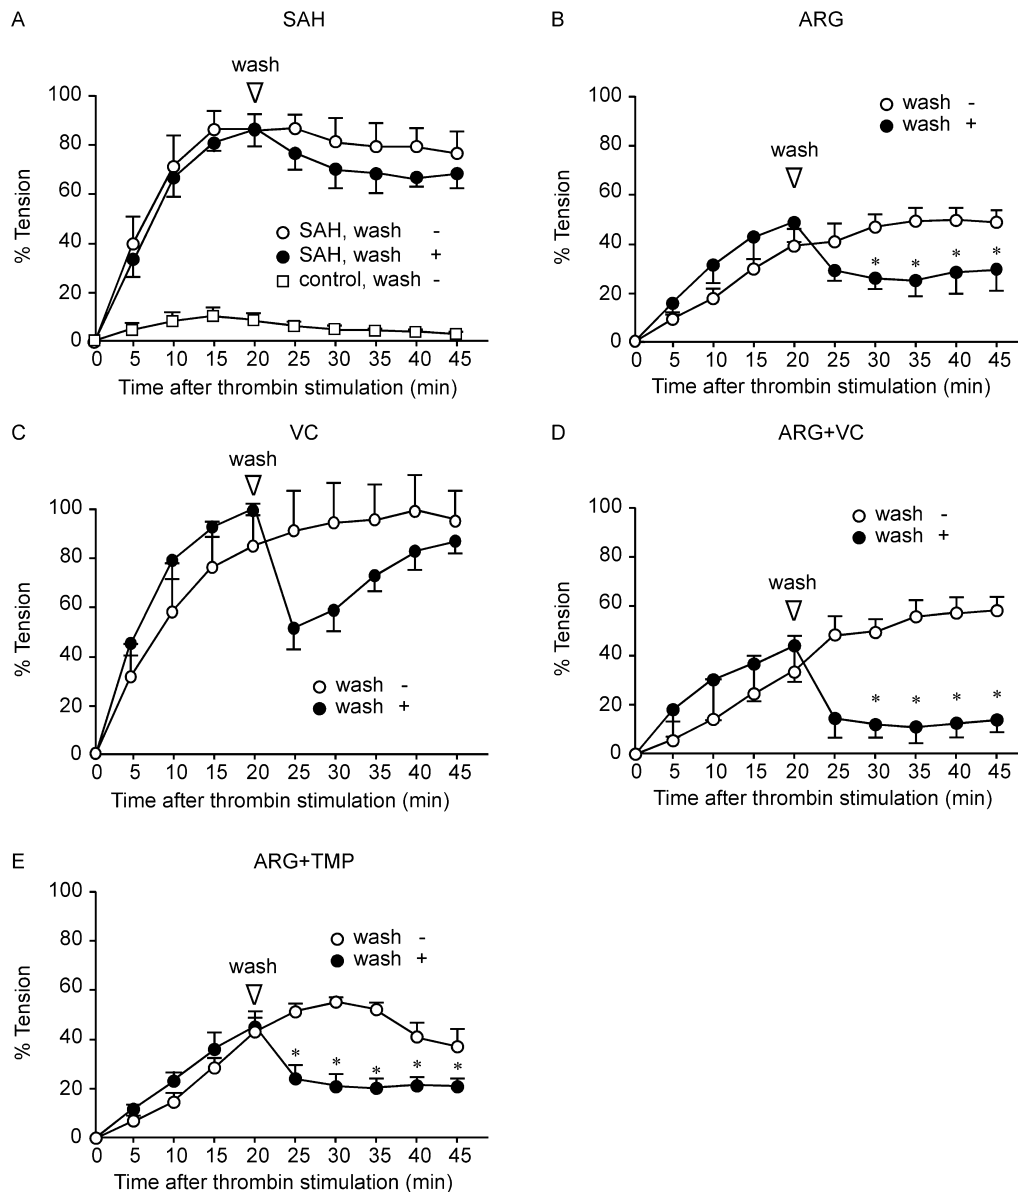 A
SAH
wash
100
80
60
40
20
0
% Tension
SAH, wash -
SAH, wash +
control, wash -
0 5 10 15 20 25 30 35 40 45
Time after thrombin stimulation (min)
B
ARG
wash -
wash +
wash
100
80
60
40
20
0
% Tension
* * * *
0 5 10 15 20 25 30 35 40 45
Time after thrombin stimulation (min)
C
VC
wash
100
80
60
40
20
0
% Tension
wash -
wash +
0 5 10 15 20 25 30 35 40 45
Time after thrombin stimulation (min)
D
ARG+VC
wash -
wash +
wash
100
80
60
40
20
0
% Tension
* * * *
0 5 10 15 20 25 30 35 40 45
Time after thrombin stimulation (min)
E
ARG+TMP
wash -
wash +
wash
100
80
60
40
20
0
% Tension
* * * * *
0 5 10 15 20 25 30 35 40 45
Time after thrombin stimulation (min)